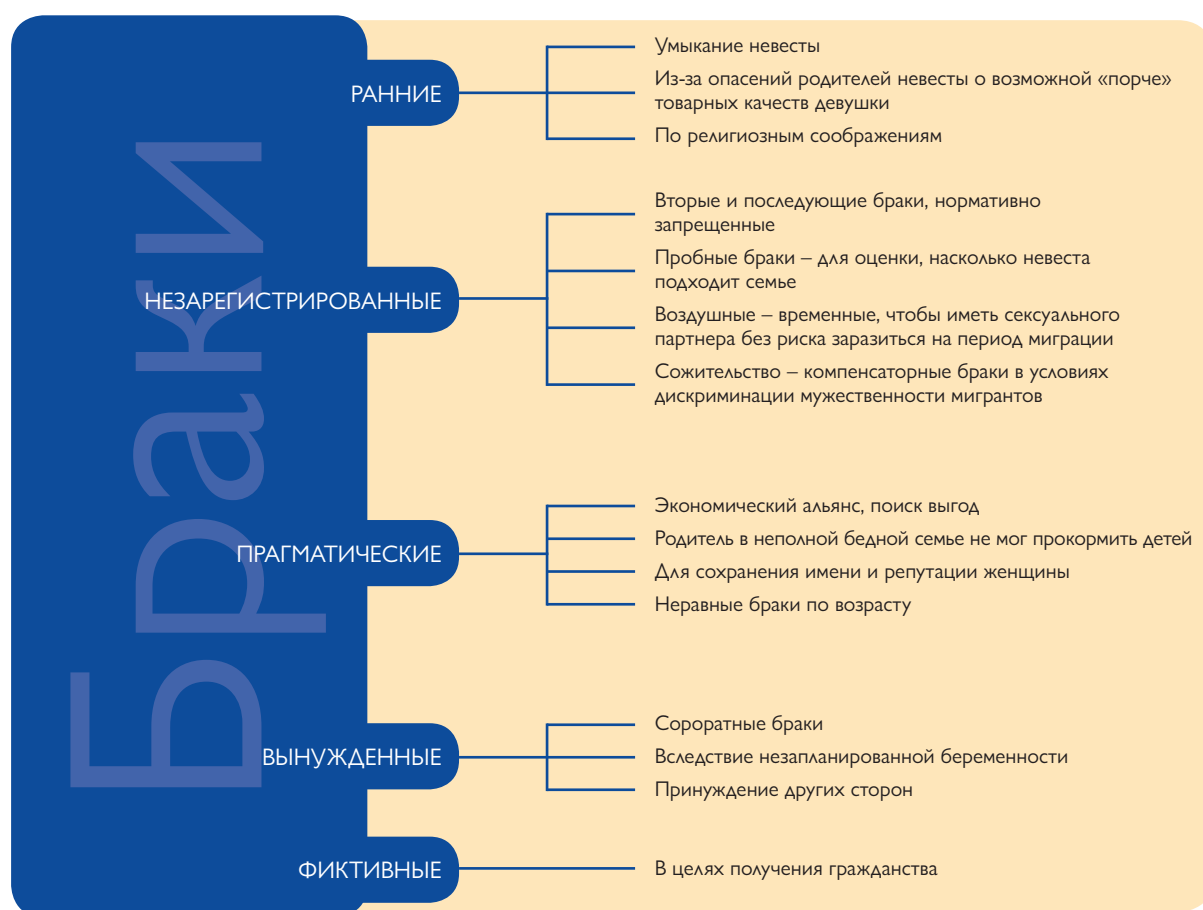 Браки
РАННИЕ
Умыкание невесты
Из-за опасений родителей невесты о возможной «порче»
товарных качеств девушки
По религиозным соображениям
НЕЗАРЕГИСТРИРОВАННЫЕ
Вторые и последующие браки, нормативно
запрещенные
Пробные браки – для оценки, насколько невеста
подходит семье
Воздушные – временные, чтобы иметь сексуального
партнера без риска заразиться на период миграции
Сожительство – компенсаторные браки в условиях
дискриминации мужественности мигрантов
ПРАГМАТИЧЕСКИЕ
Экономический альянс, поиск выгод
Родитель в неполной бедной семье не мог прокормить детей
Для сохранения имени и репутации женщины
Неравные браки по возрасту
ВЫНУЖДЕННЫЕ
Сороратные браки
Вследствие незапланированной беременности
Принуждение других сторон
ФИКТИВНЫЕ
В целях получения гражданства